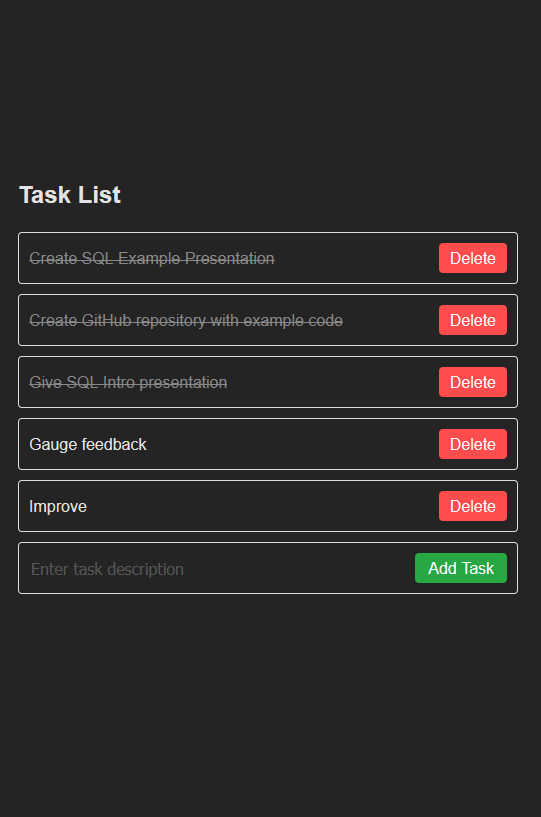 Task List
Create SQL Example Presentation Delete
Create GitHub repository with example code Delete
Give SQL Intro presentation Delete
Gauge feedback Delete
Improve Delete
Enter task description Add Task